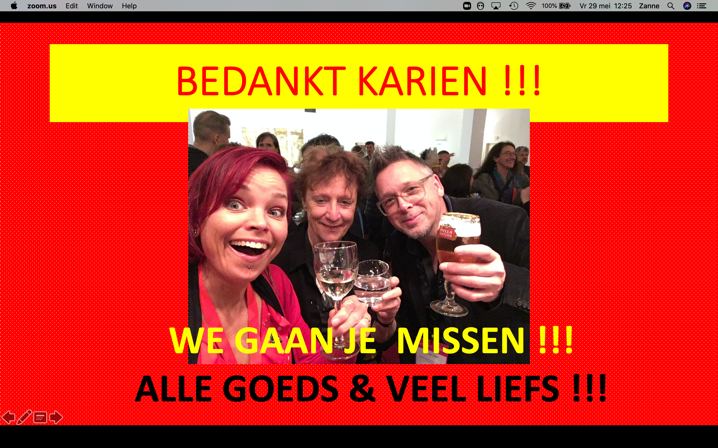 zoom.us Edit Window Help 100% Vr 29 mei 12:25 Zanne
BEDANKT KARIEN !!!
WE GAAN JE MISSEN !!!
ALLE GOEDS & VEEL LIEFS !!!